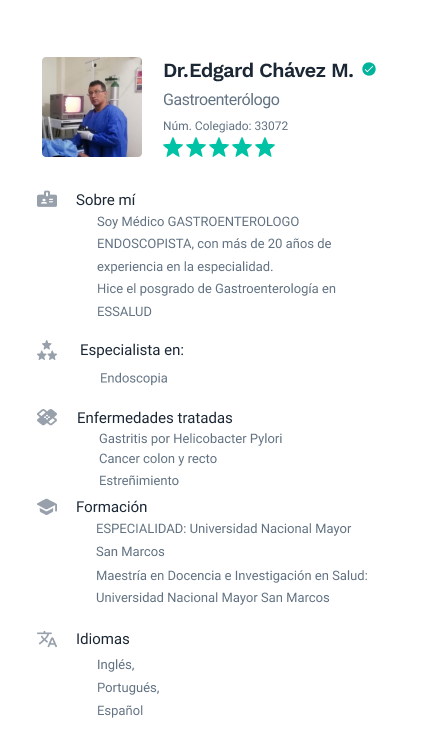 Dr.Edgard Chávez M.
Gastroenterólogo
Núm. Colegiado: 33072
Sobre mí
Soy Médico GASTROENTEROLOGO
ENDOSCOPISTA, con más de 20 años de
experiencia en la especialidad.
Hice el posgrado de Gastroenterología en
ESSALUD
Especialista en:
Endoscopia
Enfermedades tratadas
Gastritis por Helicobacter Pylori
Cancer colon y recto
Estreñimiento
Formación
ESPECIALIDAD: Universidad Nacional Mayor
San Marcos
Maestría en Docencia e Investigación en Salud:
Universidad Nacional Mayor San Marcos
Idiomas
Inglés,
Portugués,
Español